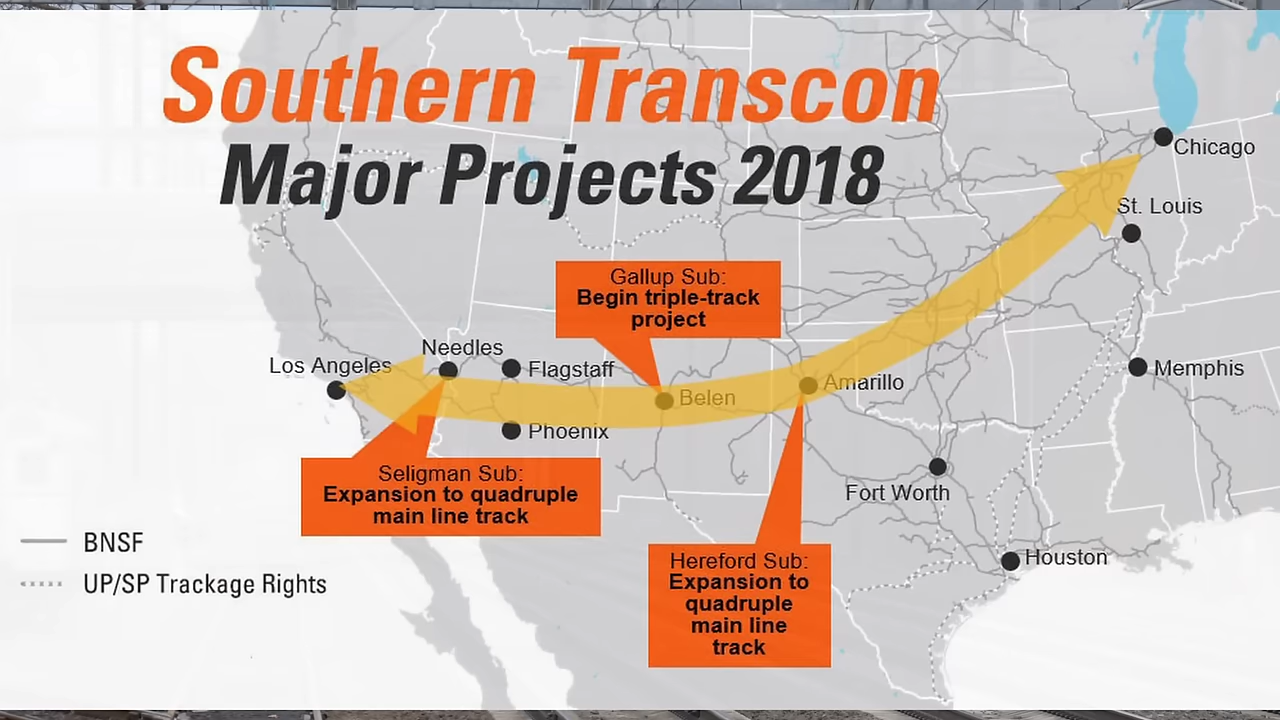 Southern Transcon
Major Projects 2018
Chicago
St. Louis
Gallup Sub:
Begin triple-track
project
Needles
Los Angeles
Flagstaff
Memphis
Amarillo
Belen
Phoenix
Seligman Sub:
Expansion to quadruple
main line track
Fort Worth
BNSF
UP/SP Trackage Rights
Hereford Sub:
Expansion to
quadruple
main line
track
Houston